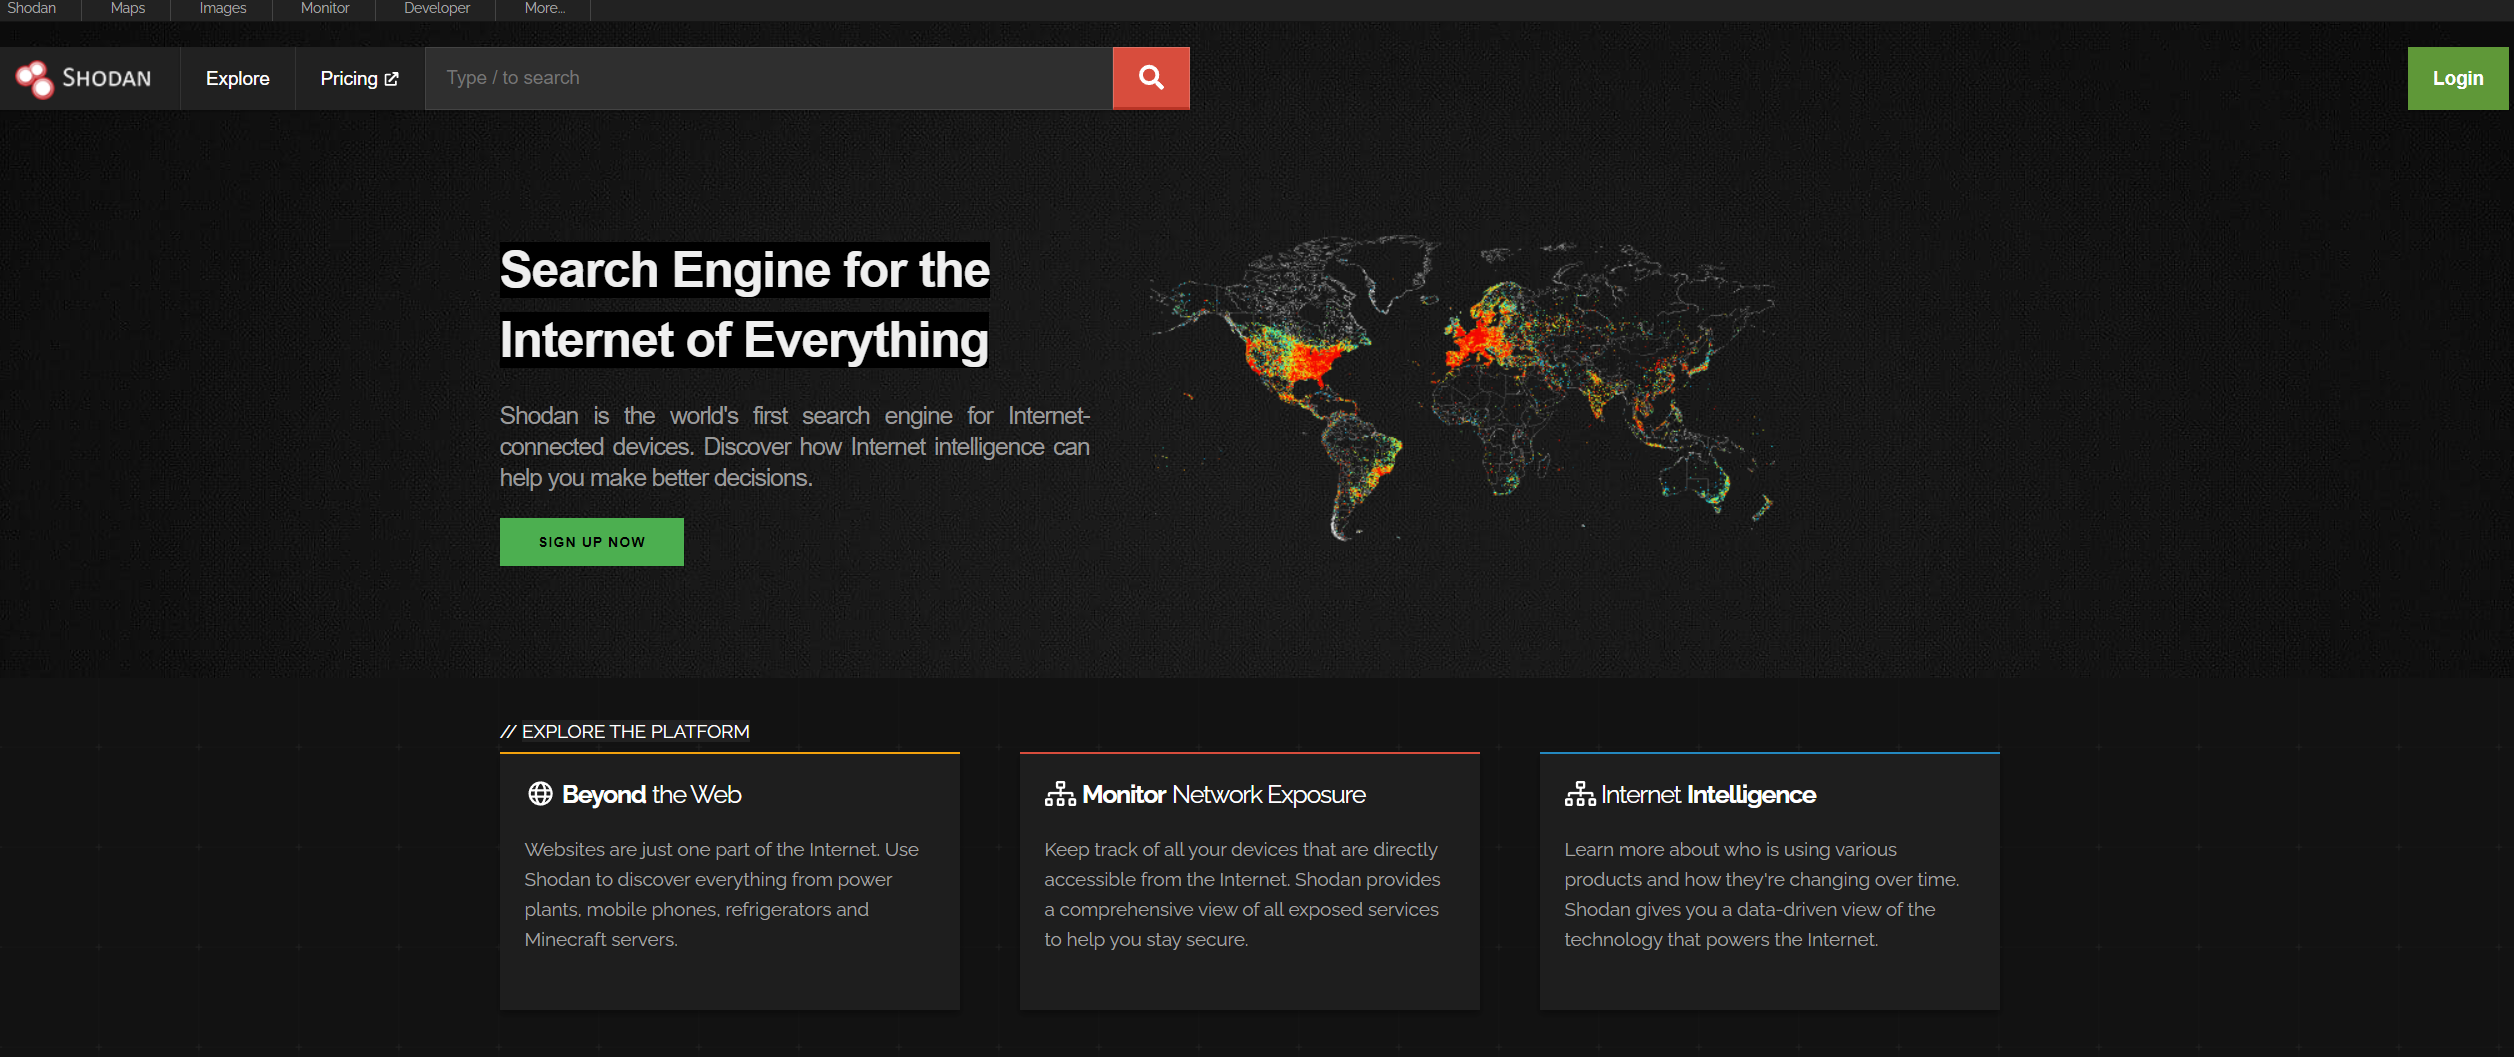 Shodan Maps Images Monitor Developer More...
SHODAN Explore Pricing Type / to search Login
Search Engine for the
Internet of Everything
Shodan is the world's first search engine for Internet-
connected devices. Discover how Internet intelligence can
help you make better decisions.
SIGN UP NOW
// EXPLORE THE PLATFORM
Beyond the Web
Websites are just one part of the Internet. Use
Shodan to discover everything from power
plants, mobile phones, refrigerators and
Minecraft servers.
Monitor Network Exposure
Keep track of all your devices that are directly
accessible from the Internet. Shodan provides
a comprehensive view of all exposed services
to help you stay secure.
Internet Intelligence
Learn more about who is using various
products and how they're changing over time.
Shodan gives you a data-driven view of the
technology that powers the Internet.